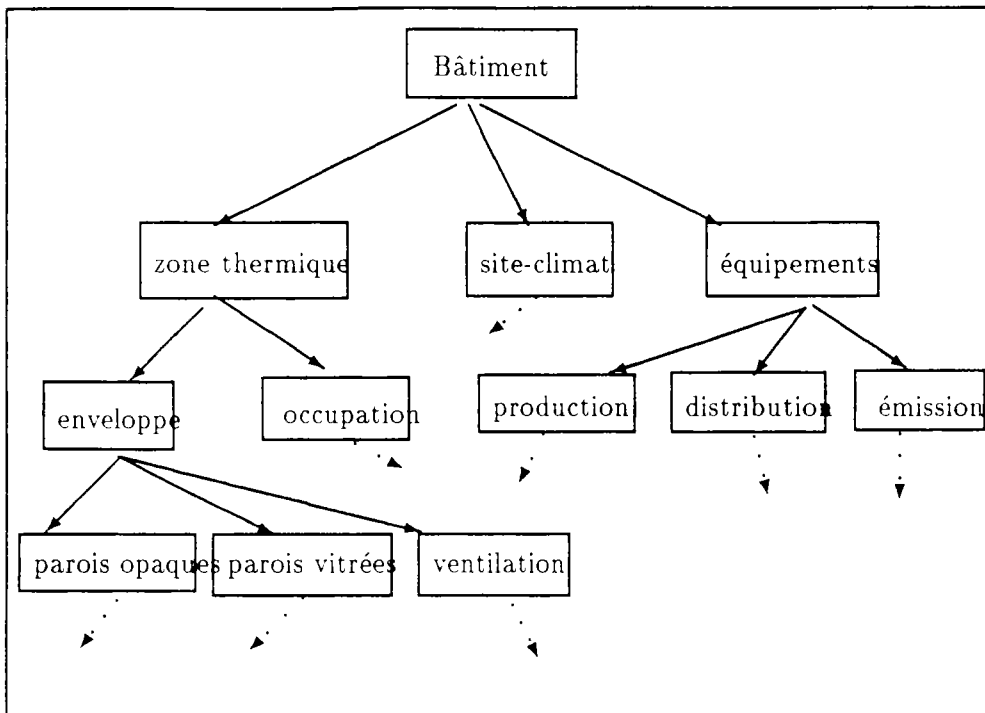 Bâtiment
zone thermique
site-climat
équipements
enveloppe
occupation
production
distribution
émission
parois opaques
parois vitrées
ventilation